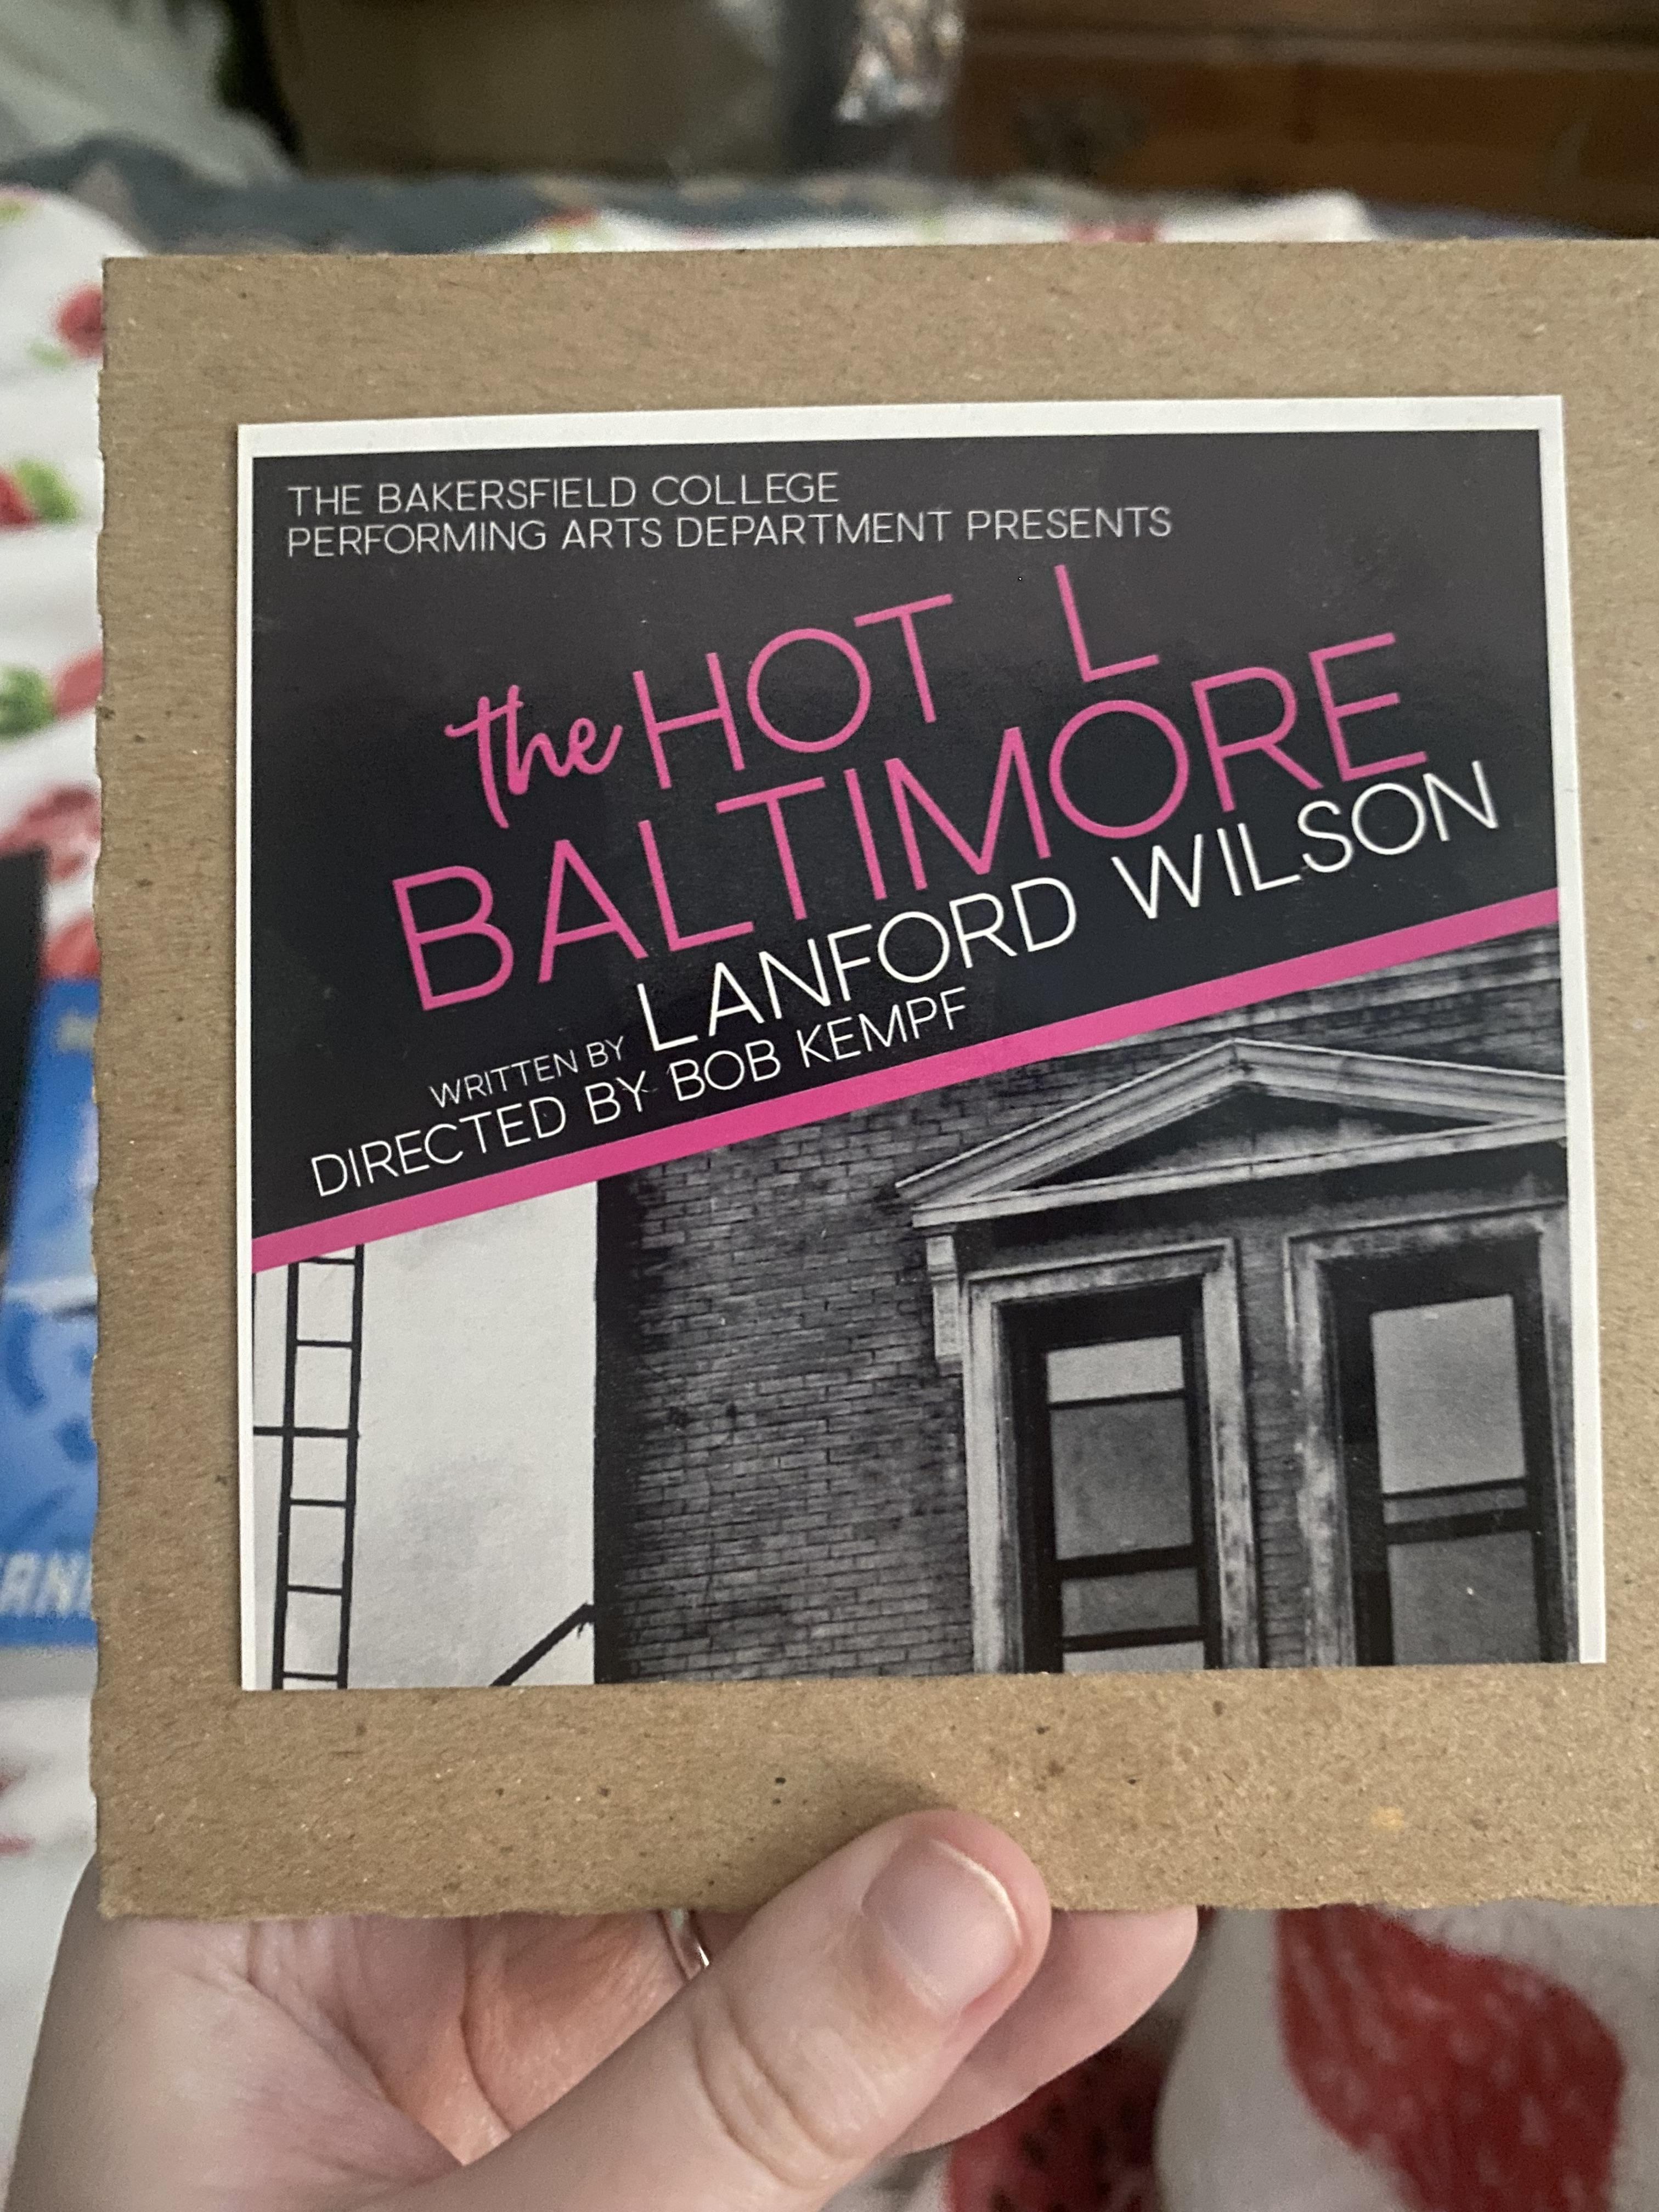 THE BAKERSFIELD COLLEGE
PERFORMING ARTS DEPARTMENT PRESENTS
the HOT L
BALTIMORE
WRITTEN BY LANFORD WILSON
DIRECTED BY BOB KEMPF